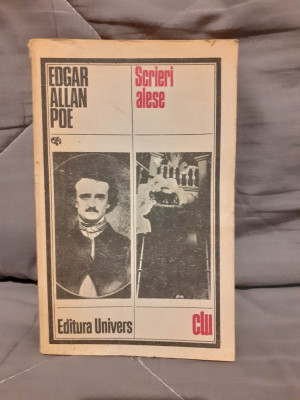 EDGAR
ALLAN
POE
Scrieri
alese
Editura Univers
clu